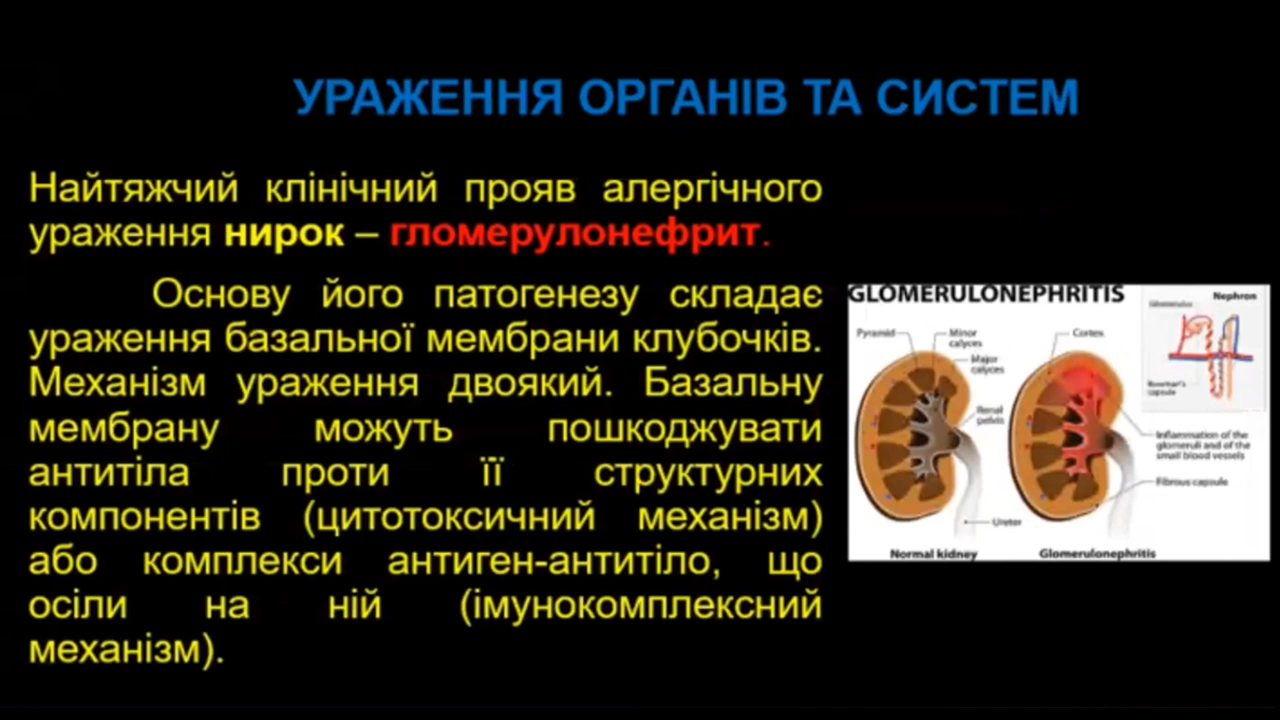 УРАЖЕННЯ ОРГАНІВ ТА СИСТЕМ
Найтяжчий клінічний прояв алергічного
ураження нирок – гломерулонефрит.
Основу його патогенезу складає
ураження базальної мембрани клубочків.
Механізм ураження двоякий. Базальну
мембрану можуть пошкоджувати
антитіла проти її структурних
компонентів (цитотоксичний механізм)
або комплекси антиген-антитіло, що
осіли на ній (імунокомплексний
механізм).
GLOMERULONEPHRITIS
Nephron
Glomerulus
Pyramid
Minor
calyces
Major
calyces
Renal
pelvis
Ureter
Normal kidney
Cortex
Bowman's
capsule
Inflammation of the
glomeruli and of the
small blood vessels
Fibrous capsule
Glomerulonephritis